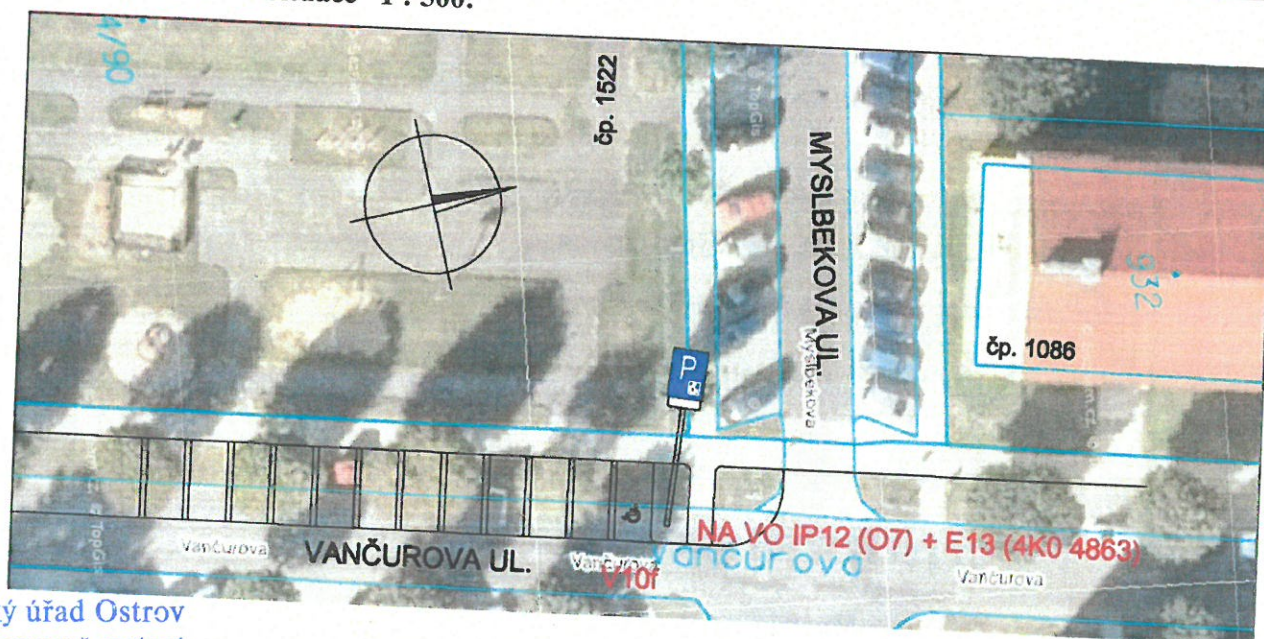 1 : 500.
4/90
čp. 1522
TopGis
MYSLBEKOVA UL.
Myslbekova
932
čp. 1086
P
NA VO IP12 (O7) + E13 (4K0 4863)
Vančurova
VANČUROVA UL.
Vančurova
V10f
Vančurova
Vančurova
ý úřad Ostrov